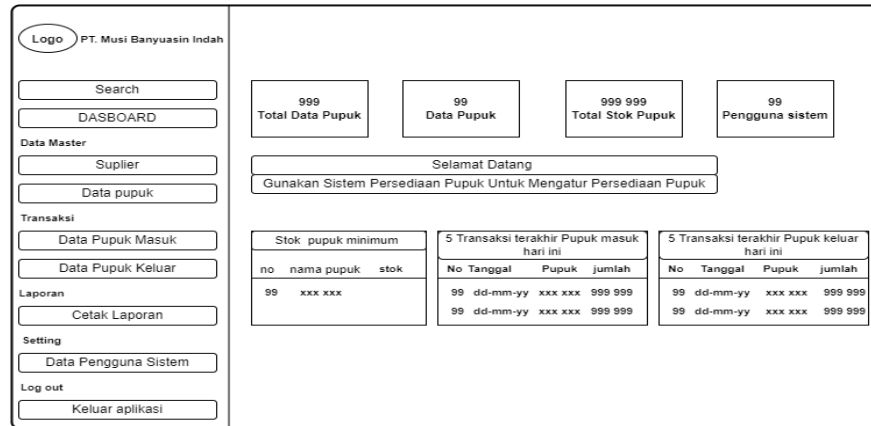 Logo
PT. Musi Banyuasin Indah
Search
DASBOARD
Data Master
Suplier
Data pupuk
Transaksi
Data Pupuk Masuk
Data Pupuk Keluar
Laporan
Cetak Laporan
Setting
Data Pengguna Sistem
Log out
Keluar aplikasi
999
Total Data Pupuk
99
Data Pupuk
999 999
Total Stok Pupuk
99
Pengguna sistem
Selamat Datang
Gunakan Sistem Persediaan Pupuk Untuk Mengatur Persediaan Pupuk
Stok pupuk minimum
no nama pupuk stok
99 xxx xxx
5 Transaksi terakhir Pupuk masuk
hari ini
No Tanggal Pupuk jumlah
99 dd-mm-yy xxx xxx 999 999
99 dd-mm-yy xxx xxx 999 999
5 Transaksi terakhir Pupuk keluar
hari ini
No Tanggal Pupuk jumlah
99 dd-mm-yy xxx xxx 999 999
99 dd-mm-yy xxx xxx 999 999